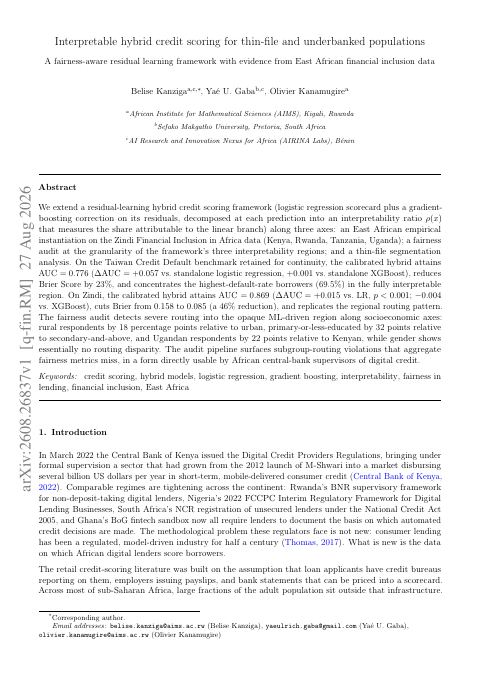 Interpretable hybrid credit scoring for thin-file and underbanked populations
A fairness-aware residual learning framework with evidence from East African financial inclusion data
Belise Kanziga^a,c,∗, Yaé U. Gaba^b,c, Olivier Kanamugire^a
^a African Institute for Mathematical Sciences (AIMS), Kigali, Rwanda
^b Sefako Makgatho University, Pretoria, South Africa
^c AI Research and Innovation Nexus for Africa (AIRINA Labs), Bénin
arXiv:2608.26837v1 [q-fin.RM] 27 Aug 2026
Abstract
We extend a residual-learning hybrid credit scoring framework (logistic regression scorecard plus a gradient-
boosting correction on its residuals, decomposed at each prediction into an interpretability ratio ρ(x)
that measures the share attributable to the linear branch) along three axes: an East African empirical
instantiation on the Zindi Financial Inclusion in Africa data (Kenya, Rwanda, Tanzania, Uganda); a fairness
audit at the granularity of the framework's three interpretability regions; and a thin-file segmentation
analysis. On the Taiwan Credit Default benchmark retained for continuity, the calibrated hybrid attains
AUC = 0.776 (ΔAUC = +0.057 vs. standalone logistic regression, +0.001 vs. standalone XGBoost), reduces
Brier Score by 23%, and concentrates the highest-default-rate borrowers (69.5%) in the fully interpretable
region. On Zindi, the calibrated hybrid attains AUC = 0.869 (ΔAUC = +0.015 vs. LR, p < 0.001; −0.004
vs. XGBoost), cuts Brier from 0.158 to 0.085 (a 46% reduction), and replicates the regional routing pattern.
The fairness audit detects severe routing into the opaque ML-driven region along socioeconomic axes:
rural respondents by 18 percentage points relative to urban, primary-or-less-educated by 32 points relative
to secondary-and-above, and Ugandan respondents by 22 points relative to Kenyan, while gender shows
essentially no routing disparity. The audit pipeline surfaces subgroup-routing violations that aggregate
fairness metrics miss, in a form directly usable by African central-bank supervisors of digital credit.
Keywords: credit scoring, hybrid models, logistic regression, gradient boosting, interpretability, fairness in
lending, financial inclusion, East Africa
1. Introduction
In March 2022 the Central Bank of Kenya issued the Digital Credit Providers Regulations, bringing under
formal supervision a sector that had grown from the 2012 launch of M-Shwari into a market disbursing
several billion US dollars per year in short-term, mobile-delivered consumer credit (Central Bank of Kenya,
2022). Comparable regimes are tightening across the continent: Rwanda's BNR supervisory framework
for non-deposit-taking digital lenders, Nigeria's 2022 FCCPC Interim Regulatory Framework for Digital
Lending Businesses, South Africa's NCR registration of unsecured lenders under the National Credit Act
2005, and Ghana's BoG fintech sandbox now all require lenders to document the basis on which automated
credit decisions are made. The methodological problem these regulators face is not new: consumer lending
has been a regulated, model-driven industry for half a century (Thomas, 2017). What is new is the data
on which African digital lenders score borrowers.
The retail credit-scoring literature was built on the assumption that loan applicants have credit bureaus
reporting on them, employers issuing payslips, and bank statements that can be priced into a scorecard.
Across most of sub-Saharan Africa, large fractions of the adult population sit outside that infrastructure.
∗Corresponding author.
Email addresses: belise.kanziga@aims.ac.rw (Belise Kanziga), yaeulrich.gaba@gmail.com (Yaé U. Gaba),
olivier.kanamugire@aims.ac.rw (Olivier Kanamugire)